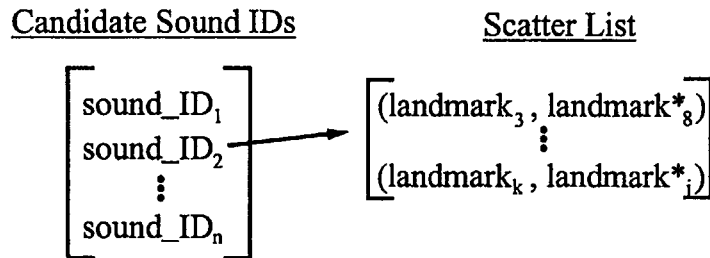 Candidate Sound IDs
sound_ID₁
sound_ID₂
⋮
sound_IDₙ
Scatter List
(landmark₃ , landmark*₈)
⋮
(landmarkₖ , landmark*ⱼ)